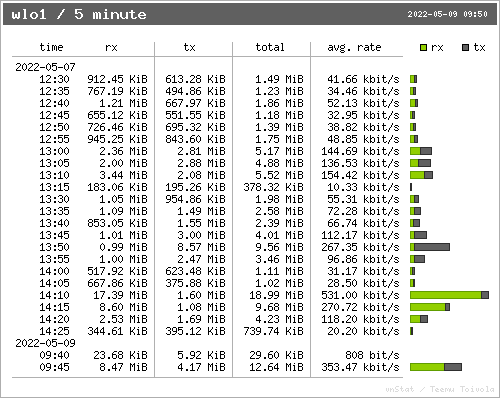 wlo1 / 5 minute 2022-05-09 09:50
time rx tx total avg. rate rx tx
2022-05-07
12:30 912.45 KiB 613.28 KiB 1.49 MiB 41.66 kbit/s
12:35 767.19 KiB 494.86 KiB 1.23 MiB 34.46 kbit/s
12:40 1.21 MiB 667.97 KiB 1.86 MiB 52.13 kbit/s
12:45 655.12 KiB 551.55 KiB 1.18 MiB 32.95 kbit/s
12:50 726.46 KiB 695.32 KiB 1.39 MiB 38.82 kbit/s
12:55 945.25 KiB 843.60 KiB 1.75 MiB 48.85 kbit/s
13:00 2.36 MiB 2.81 MiB 5.17 MiB 144.69 kbit/s
13:05 2.00 MiB 2.88 MiB 4.88 MiB 136.53 kbit/s
13:10 3.44 MiB 2.08 MiB 5.52 MiB 154.42 kbit/s
13:15 183.06 KiB 195.26 KiB 378.32 KiB 10.33 kbit/s
13:30 1.05 MiB 954.86 KiB 1.98 MiB 55.31 kbit/s
13:35 1.09 MiB 1.49 MiB 2.58 MiB 72.28 kbit/s
13:40 853.05 KiB 1.55 MiB 2.39 MiB 66.74 kbit/s
13:45 1.01 MiB 3.00 MiB 4.01 MiB 112.17 kbit/s
13:50 0.99 MiB 8.57 MiB 9.56 MiB 267.35 kbit/s
13:55 1.00 MiB 2.47 MiB 3.46 MiB 96.86 kbit/s
14:00 517.92 KiB 623.48 KiB 1.11 MiB 31.17 kbit/s
14:05 667.86 KiB 375.88 KiB 1.02 MiB 28.50 kbit/s
14:10 17.39 MiB 1.60 MiB 18.99 MiB 531.00 kbit/s
14:15 8.60 MiB 1.08 MiB 9.68 MiB 270.72 kbit/s
14:20 2.53 MiB 1.69 MiB 4.23 MiB 118.20 kbit/s
14:25 344.61 KiB 395.12 KiB 739.74 KiB 20.20 kbit/s
2022-05-09
09:40 23.68 KiB 5.92 KiB 29.60 KiB 808 bit/s
09:45 8.47 MiB 4.17 MiB 12.64 MiB 353.47 kbit/s
vnStat / Teemu Toivola